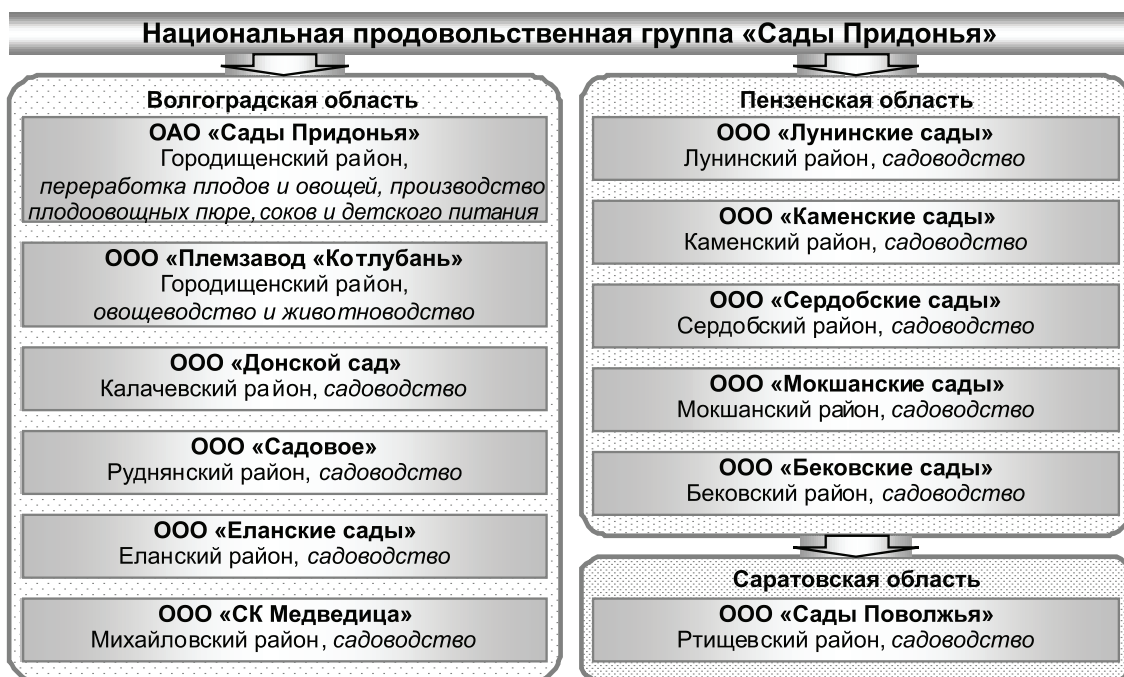 Национальная продовольственная группа «Сады Придонья»
Волгоградская область
ОАО «Сады Придонья»
Городищенский район,
переработка плодов и овощей, производство
плодоовощных пюре, соков и детского питания
ООО «Племзавод «Котлубань»
Городищенский район,
овощеводство и животноводство
ООО «Донской сад»
Калачевский район, садоводство
ООО «Садовое»
Руднянский район, садоводство
ООО «Еланские сады»
Еланский район, садоводство
ООО «СК Медведица»
Михайловский район, садоводство
Пензенская область
ООО «Лунинские сады»
Лунинский район, садоводство
ООО «Каменские сады»
Каменский район, садоводство
ООО «Сердобские сады»
Сердобский район, садоводство
ООО «Мокшанские сады»
Мокшанский район, садоводство
ООО «Бековские сады»
Бековский район, садоводство
Саратовская область
ООО «Сады Поволжья»
Ртищевский район, садоводство